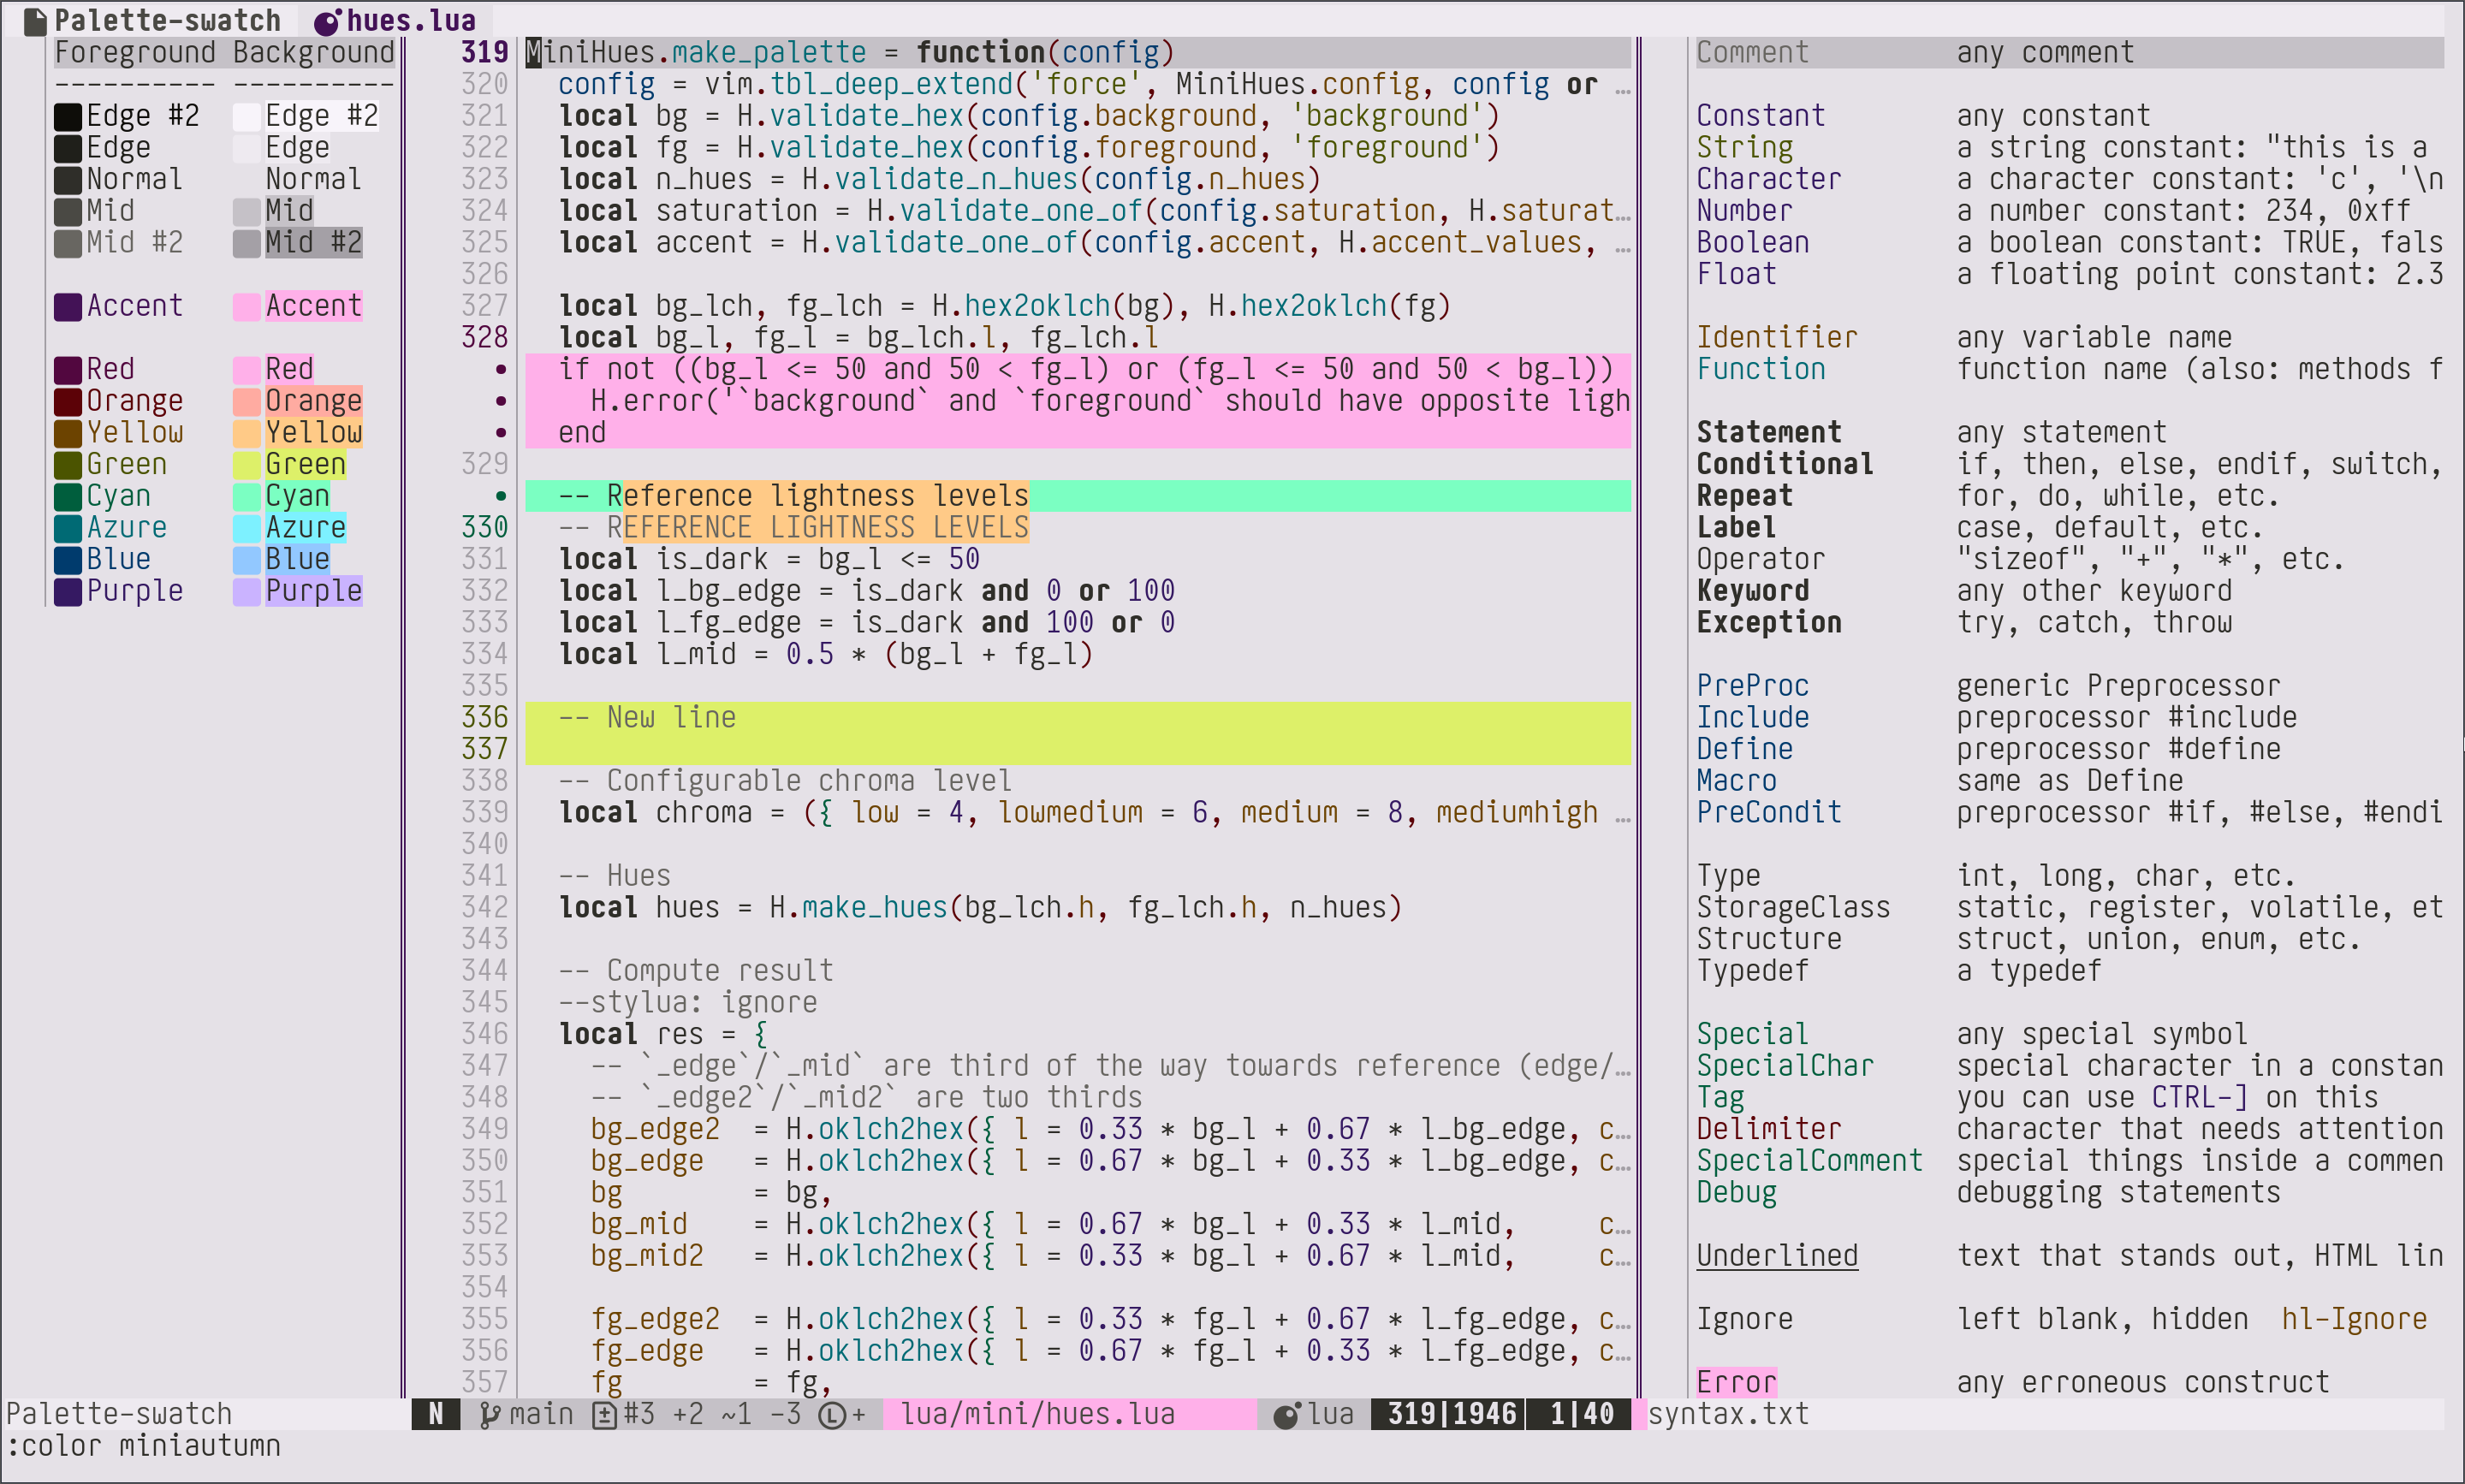 Palette-swatch hues.lua
Foreground Background
---------- ----------
Edge #2 Edge #2
Edge Edge
Normal Normal
Mid Mid
Mid #2 Mid #2
Accent Accent
Red Red
Orange Orange
Yellow Yellow
Green Green
Cyan Cyan
Azure Azure
Blue Blue
Purple Purple
319 MiniHues.make_palette = function(config)
320   config = vim.tbl_deep_extend('force', MiniHues.config, config or …
321   local bg = H.validate_hex(config.background, 'background')
322   local fg = H.validate_hex(config.foreground, 'foreground')
323   local n_hues = H.validate_n_hues(config.n_hues)
324   local saturation = H.validate_one_of(config.saturation, H.saturat…
325   local accent = H.validate_one_of(config.accent, H.accent_values, …
326
327   local bg_lch, fg_lch = H.hex2oklch(bg), H.hex2oklch(fg)
328   local bg_l, fg_l = bg_lch.l, fg_lch.l
•   if not ((bg_l <= 50 and 50 < fg_l) or (fg_l <= 50 and 50 < bg_l))
•     H.error('`background` and `foreground` should have opposite ligh
•   end
329
•   -- Reference lightness levels
330   -- REFERENCE LIGHTNESS LEVELS
331   local is_dark = bg_l <= 50
332   local l_bg_edge = is_dark and 0 or 100
333   local l_fg_edge = is_dark and 100 or 0
334   local l_mid = 0.5 * (bg_l + fg_l)
335
336   -- New line
337
338   -- Configurable chroma level
339   local chroma = ({ low = 4, lowmedium = 6, medium = 8, mediumhigh …
340
341   -- Hues
342   local hues = H.make_hues(bg_lch.h, fg_lch.h, n_hues)
343
344   -- Compute result
345   --stylua: ignore
346   local res = {
347     -- `_edge`/`_mid` are third of the way towards reference (edge/…
348     -- `_edge2`/`_mid2` are two thirds
349     bg_edge2  = H.oklch2hex({ l = 0.33 * bg_l + 0.67 * l_bg_edge, c…
350     bg_edge   = H.oklch2hex({ l = 0.67 * bg_l + 0.33 * l_bg_edge, c…
351     bg        = bg,
352     bg_mid    = H.oklch2hex({ l = 0.67 * bg_l + 0.33 * l_mid,     c…
353     bg_mid2   = H.oklch2hex({ l = 0.33 * bg_l + 0.67 * l_mid,     c…
354
355     fg_edge2  = H.oklch2hex({ l = 0.33 * fg_l + 0.67 * l_fg_edge, c…
356     fg_edge   = H.oklch2hex({ l = 0.67 * fg_l + 0.33 * l_fg_edge, c…
357     fg        = fg,
Comment any comment
Constant any constant
String a string constant: "this is a
Character a character constant: 'c', '\n
Number a number constant: 234, 0xff
Boolean a boolean constant: TRUE, fals
Float a floating point constant: 2.3
Identifier any variable name
Function function name (also: methods f
Statement any statement
Conditional if, then, else, endif, switch,
Repeat for, do, while, etc.
Label case, default, etc.
Operator "sizeof", "+", "*", etc.
Keyword any other keyword
Exception try, catch, throw
PreProc generic Preprocessor
Include preprocessor #include
Define preprocessor #define
Macro same as Define
PreCondit preprocessor #if, #else, #endi
Type int, long, char, etc.
StorageClass static, register, volatile, et
Structure struct, union, enum, etc.
Typedef a typedef
Special any special symbol
SpecialChar special character in a constan
Tag you can use CTRL-] on this
Delimiter character that needs attention
SpecialComment special things inside a commen
Debug debugging statements
Underlined text that stands out, HTML lin
Ignore left blank, hidden  hl-Ignore
Error any erroneous construct
Palette-swatch N main #3 +2 ~1 -3 Ⓛ+ lua/mini/hues.lua lua 319|1946 1|40 syntax.txt
:color miniautumn